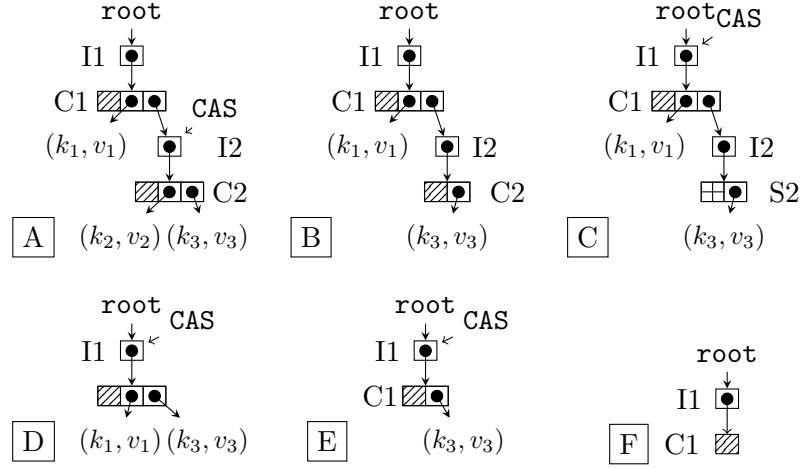 root root root CAS
I1 I1 I1
C1 CAS C1 C1
(k₁, v₁) I2 (k₁, v₁) I2 (k₁, v₁) I2
C2 C2 S2
A (k₂, v₂) (k₃, v₃) B (k₃, v₃) C (k₃, v₃)
root CAS root CAS
I1 I1 root
C1 I1
D (k₁, v₁) (k₃, v₃) E (k₃, v₃) F C1